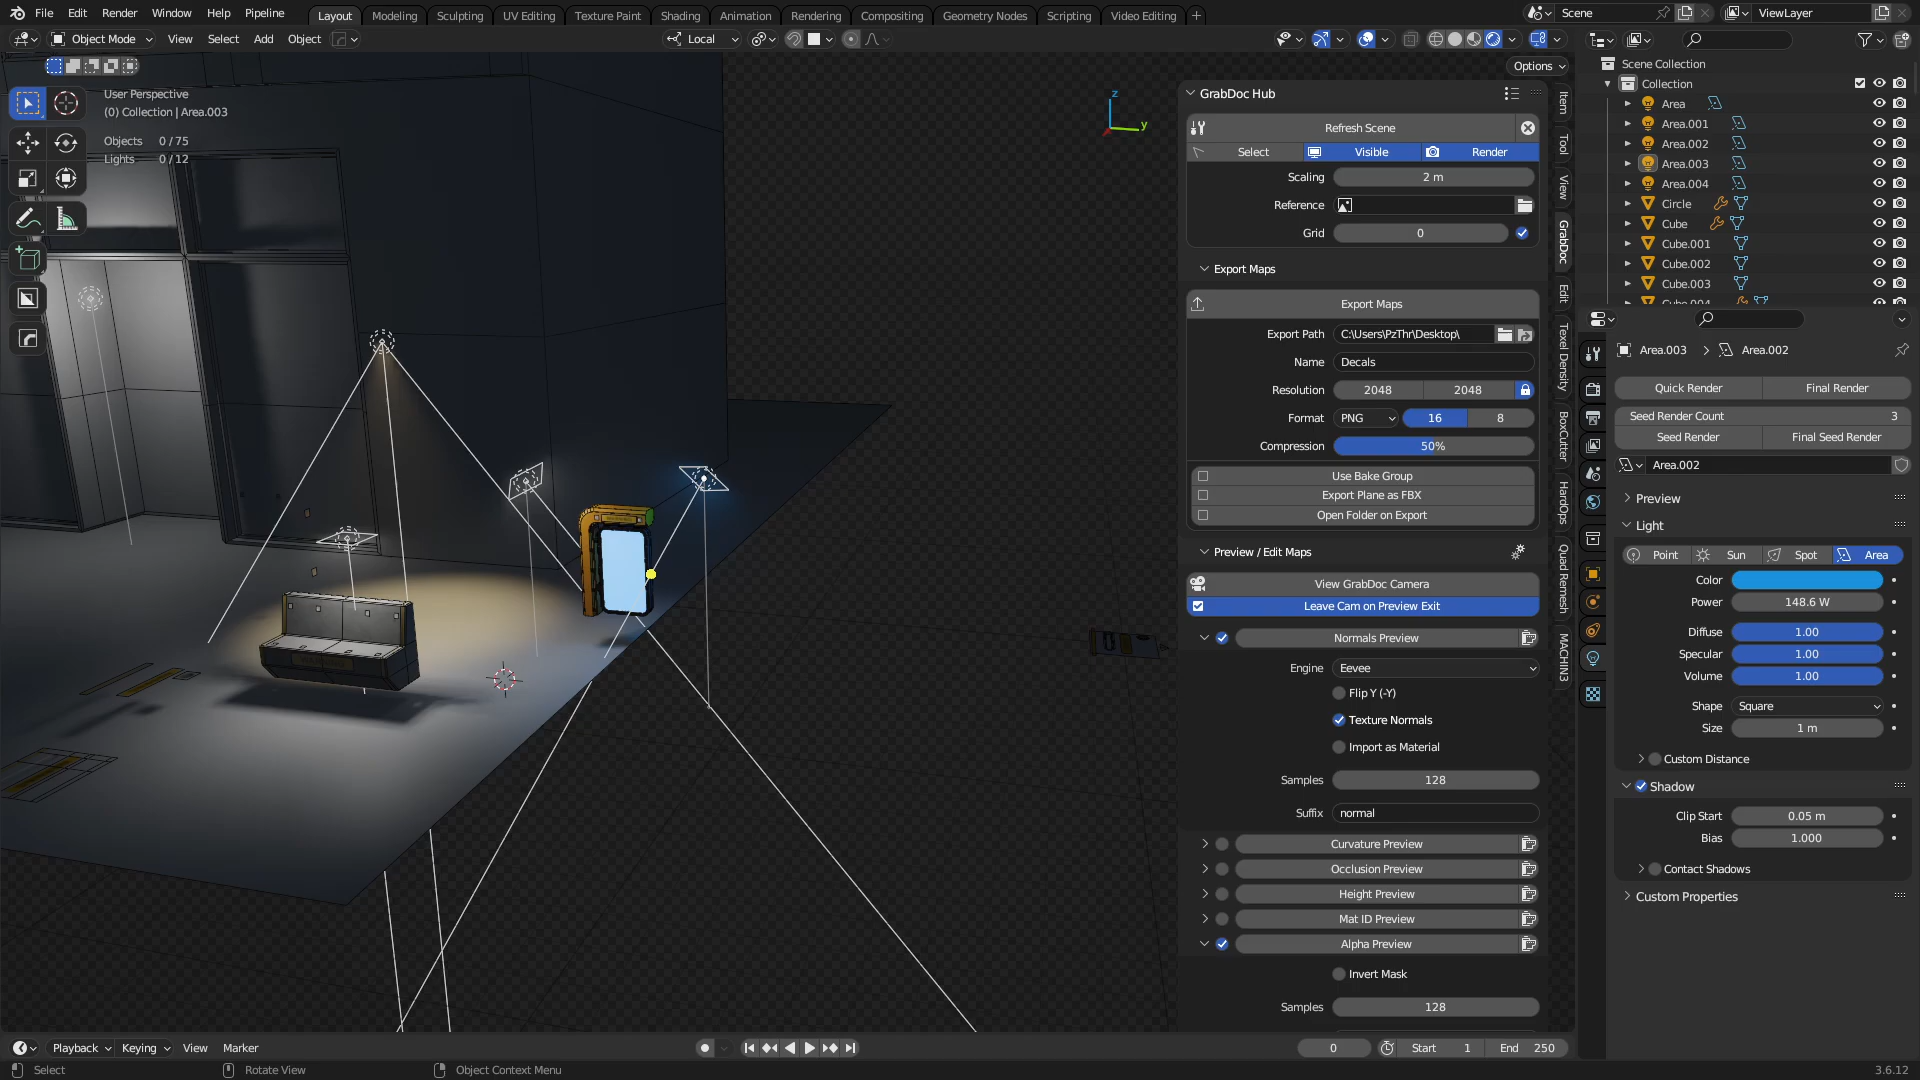 File Edit Render Window Help Pipeline
Layout Modeling Sculpting UV Editing Texture Paint Shading Animation Rendering Compositing Geometry Nodes Scripting Video Editing +
Scene
ViewLayer
Object Mode View Select Add Object
Local
Options
User Perspective
(0) Collection | Area.003
Objects 0 / 75
Lights 0 / 12
z
y
GrabDoc Hub
Refresh Scene
Select Visible Render
Scaling 2 m
Reference
Grid 0
Export Maps
Export Maps
Export Path C:\Users\PzThr\Desktop\
Name Decals
Resolution 2048 2048
Format PNG 16 8
Compression 50%
Use Bake Group
Export Plane as FBX
Open Folder on Export
Preview / Edit Maps
View GrabDoc Camera
Leave Cam on Preview Exit
Normals Preview
Engine Eevee
Flip Y (-Y)
Texture Normals
Import as Material
Samples 128
Suffix normal
Curvature Preview
Occlusion Preview
Height Preview
Mat ID Preview
Alpha Preview
Invert Mask
Samples 128
Item
Tool
View
GrabDoc
Edit
Texel Density
BoxCutter
HardOps
Quad Remesh
MACHIN3
Scene Collection
Collection
Area
Area.001
Area.002
Area.003
Area.004
Circle
Cube
Cube.001
Cube.002
Cube.003
Cube.004
Area.003 > Area.002
Quick Render Final Render
Seed Render Count 3
Seed Render Final Seed Render
Area.002
Preview
Light
Point Sun Spot Area
Color
Power 148.6 W
Diffuse 1.00
Specular 1.00
Volume 1.00
Shape Square
Size 1 m
Custom Distance
Shadow
Clip Start 0.05 m
Bias 1.000
Contact Shadows
Custom Properties
Playback Keying View Marker
0 Start 1 End 250
Select Rotate View Object Context Menu
3.6.12